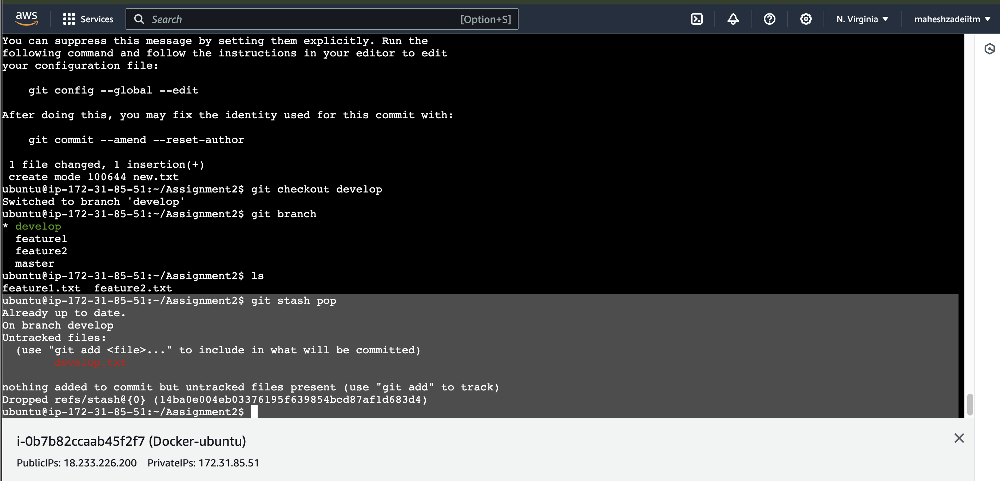 aws Services Search [Option+S] N. Virginia maheshzadeiitm
You can suppress this message by setting them explicitly. Run the
following command and follow the instructions in your editor to edit
your configuration file:
git config --global --edit
After doing this, you may fix the identity used for this commit with:
git commit --amend --reset-author
1 file changed, 1 insertion(+)
create mode 100644 new.txt
ubuntu@ip-172-31-85-51:~/Assignment2$ git checkout develop
Switched to branch 'develop'
ubuntu@ip-172-31-85-51:~/Assignment2$ git branch
* develop
feature1
feature2
master
ubuntu@ip-172-31-85-51:~/Assignment2$ ls
feature1.txt feature2.txt
ubuntu@ip-172-31-85-51:~/Assignment2$ git stash pop
Already up to date.
On branch develop
Untracked files:
(use "git add <file>..." to include in what will be committed)
develop.txt
nothing added to commit but untracked files present (use "git add" to track)
Dropped refs/stash@{0} (14ba0e004eb03376195f639854bcd87af1d683d4)
ubuntu@ip-172-31-85-51:~/Assignment2$
i-0b7b82ccaab45f2f7 (Docker-ubuntu)
PublicIPs: 18.233.226.200 PrivateIPs: 172.31.85.51